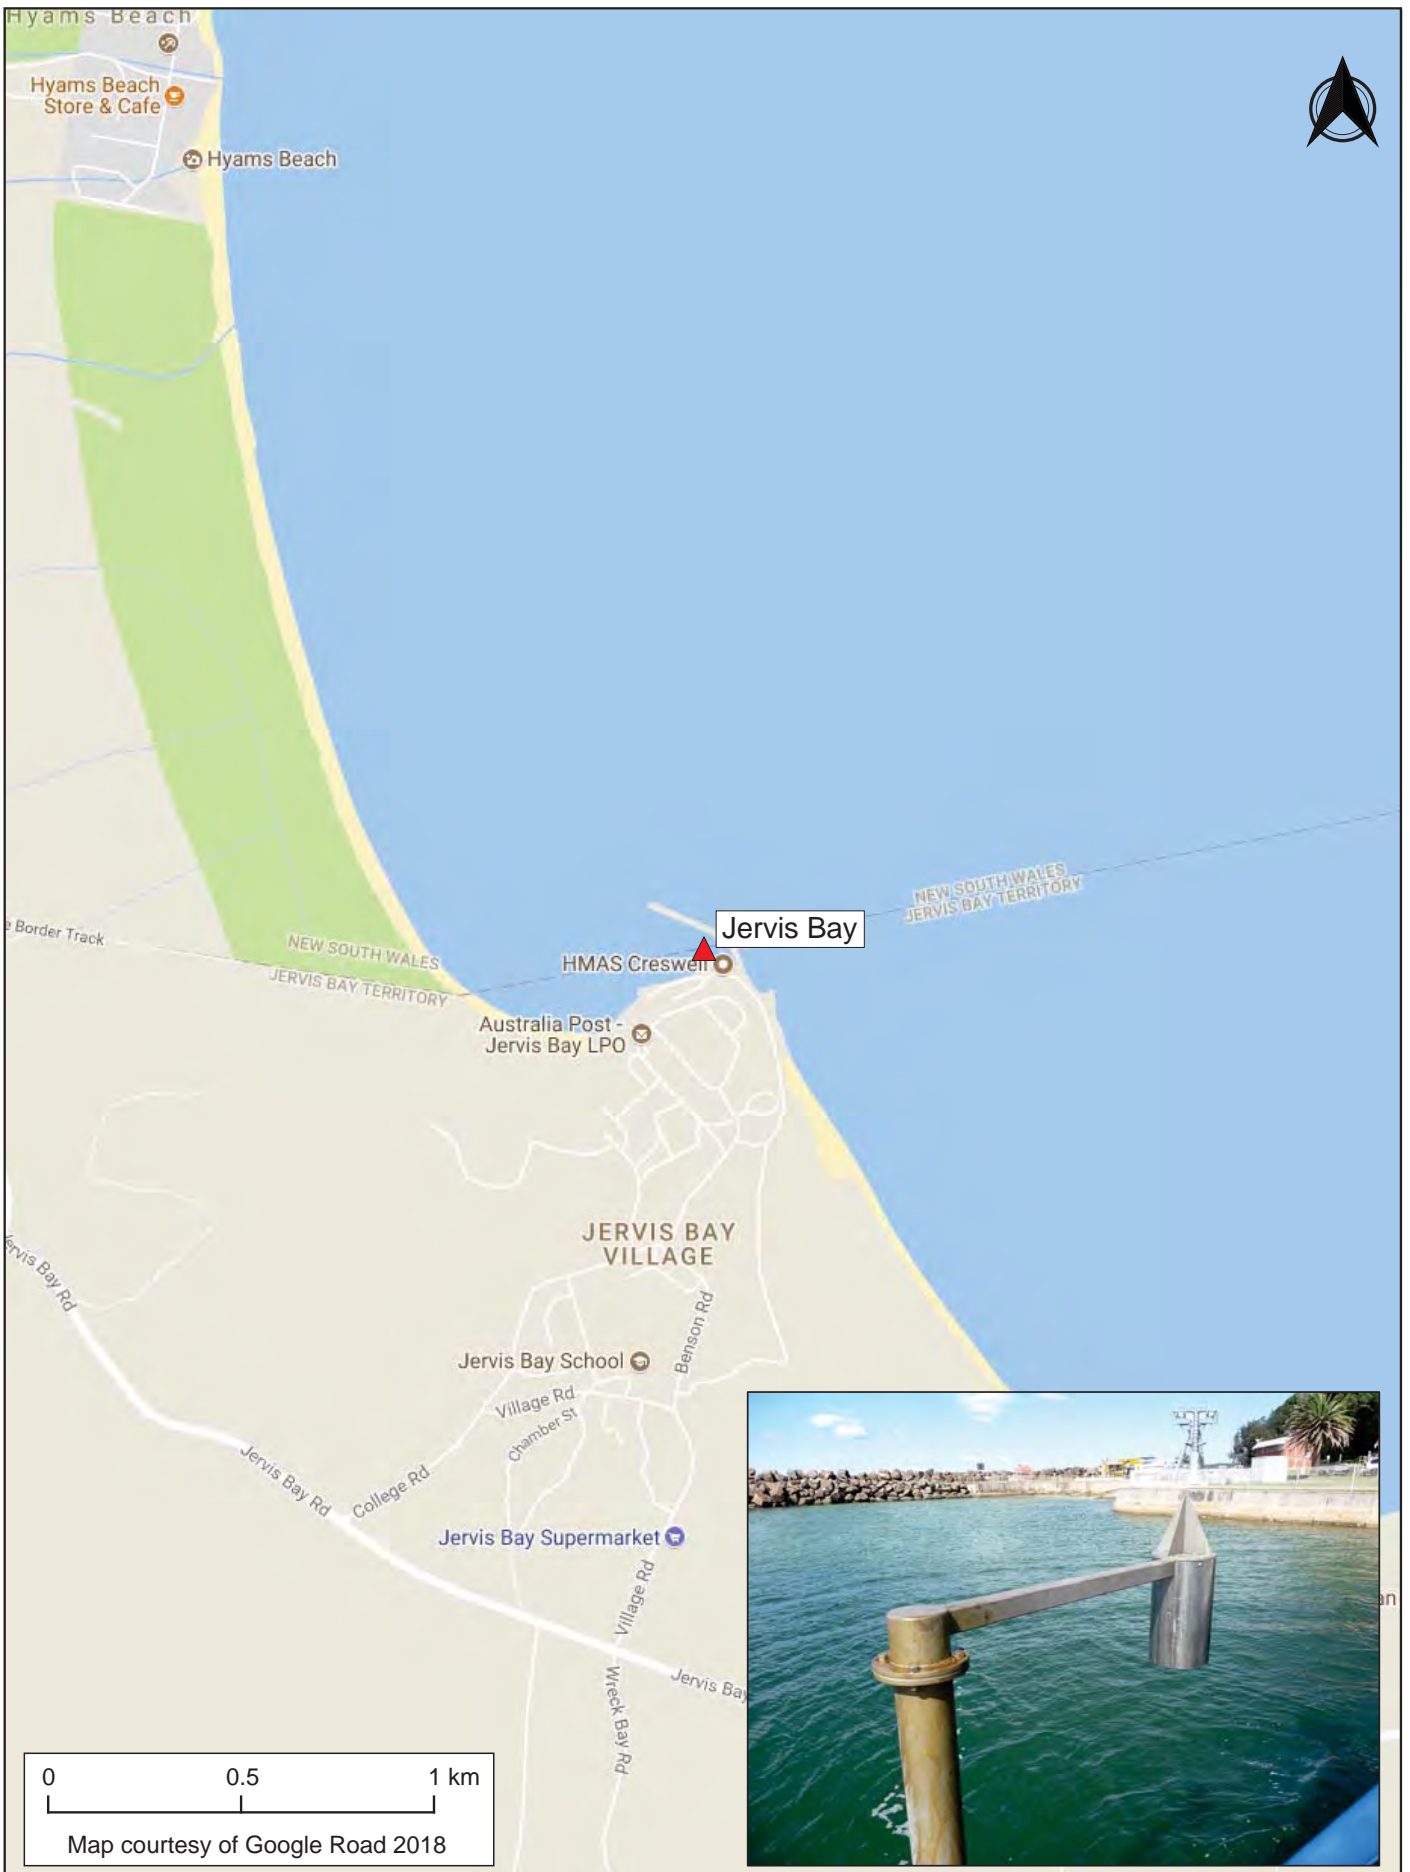 Hyams Beach
Hyams Beach
Store & Cafe
Hyams Beach
NEW SOUTH WALES
JERVIS BAY TERRITORY
Jervis Bay
e Border Track
NEW SOUTH WALES
JERVIS BAY TERRITORY
HMAS Creswell
Australia Post -
Jervis Bay LPO
JERVIS BAY
VILLAGE
Jervis Bay Rd
Benson Rd
Jervis Bay School
Village Rd
Chamber St
Jervis Bay Rd
College Rd
Jervis Bay Supermarket
Village Rd
an
Wreck Bay Rd
Jervis Bay
0 0.5 1 km
Map courtesy of Google Road 2018